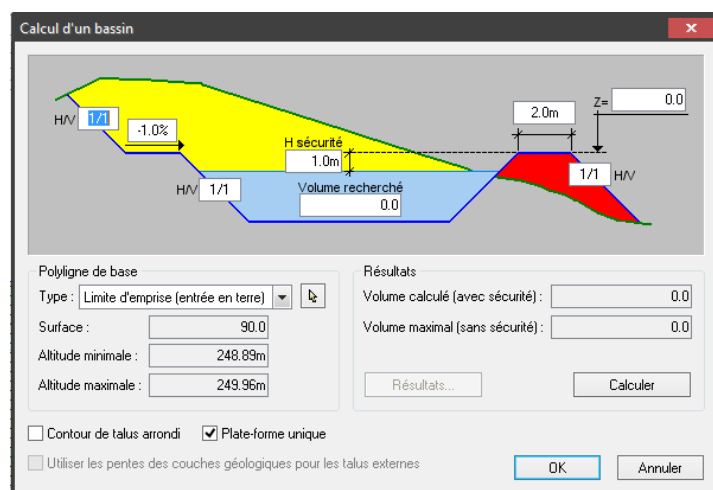 Calcul d'un bassin
H/V 1/1
-1.0%
H sécurité
1.0m
2.0m
Z= 0.0
H/V 1/1
Volume recherché
0.0
1/1 H/V
Polyligne de base
Type : Limite d'emprise (entrée en terre)
Surface : 90.0
Altitude minimale : 248.89m
Altitude maximale : 249.96m
Résultats
Volume calculé (avec sécurité) : 0.0
Volume maximal (sans sécurité) : 0.0
Résultats... Calculer
Contour de talus arrondi Plate-forme unique
Utiliser les pentes des couches géologiques pour les talus externes
OK Annuler